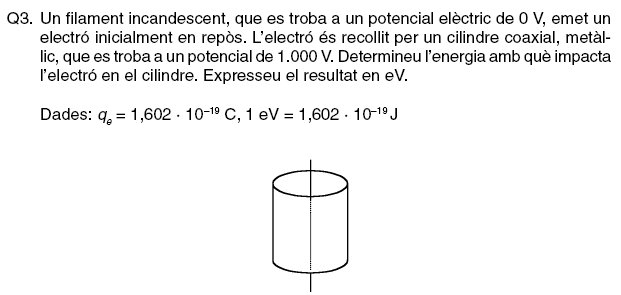 Q3. Un filament incandescent, que es troba a un potencial elèctric de 0 V, emet un
electró inicialment en repòs. L'electró és recollit per un cilindre coaxial, metàl-
lic, que es troba a un potencial de 1.000 V. Determineu l'energia amb què impacta
l'electró en el cilindre. Expresseu el resultat en eV.
Dades: qₑ = 1,602 · 10⁻¹⁹ C, 1 eV = 1,602 · 10⁻¹⁹ J